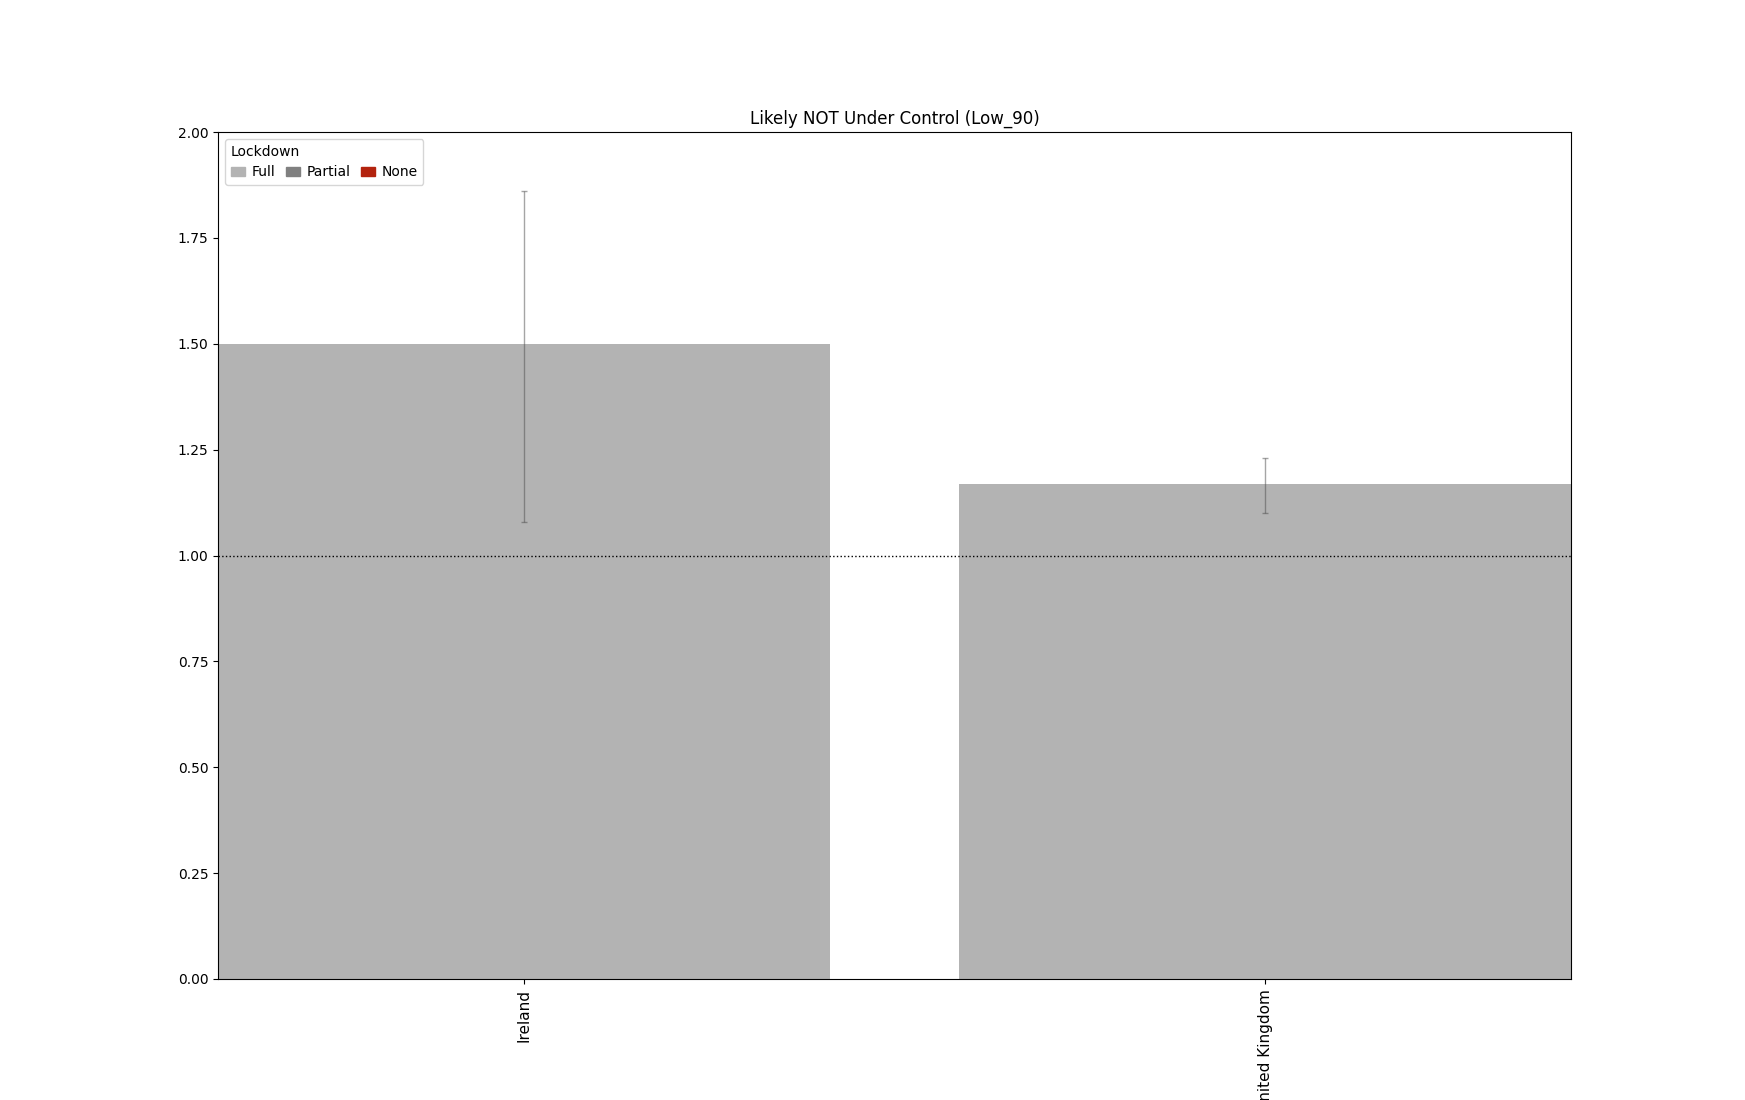 Likely NOT Under Control (Low_90)
2.00
Lockdown
Full Partial None
1.75
1.50
1.25
1.00
0.75
0.50
0.25
0.00
Ireland
nited Kingdom